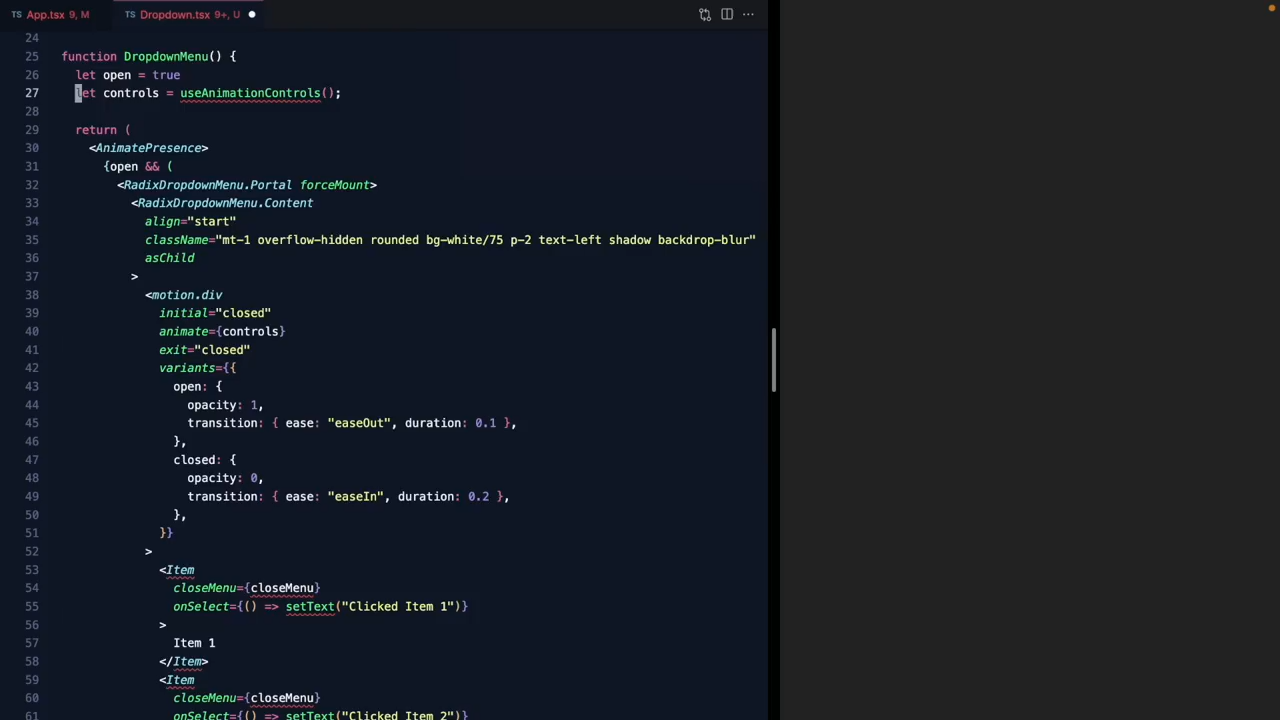 TS App.tsx 9, M
TS Dropdown.tsx 9+, U
24
25 function DropdownMenu() {
26 let open = true
27 let controls = useAnimationControls();
28
29 return (
30 <AnimatePresence>
31 {open && (
32 <RadixDropdownMenu.Portal forceMount>
33 <RadixDropdownMenu.Content
34 align="start"
35 className="mt-1 overflow-hidden rounded bg-white/75 p-2 text-left shadow backdrop-blur"
36 asChild
37 >
38 <motion.div
39 initial="closed"
40 animate={controls}
41 exit="closed"
42 variants={{
43 open: {
44 opacity: 1,
45 transition: { ease: "easeOut", duration: 0.1 },
46 },
47 closed: {
48 opacity: 0,
49 transition: { ease: "easeIn", duration: 0.2 },
50 },
51 }}
52 >
53 <Item
54 closeMenu={closeMenu}
55 onSelect={() => setText("Clicked Item 1")}
56 >
57 Item 1
58 </Item>
59 <Item
60 closeMenu={closeMenu}
61 onSelect={() => setText("Clicked Item 2")}